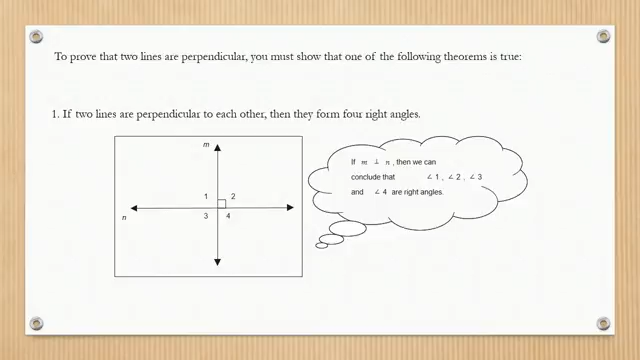 To prove that two lines are perpendicular, you must show that one of the following theorems is true:
1. If two lines are perpendicular to each other, then they form four right angles.
m
1 2
n
3 4
If m ⊥ n, then we can
conclude that ∠ 1, ∠ 2, ∠ 3
and ∠ 4 are right angles.